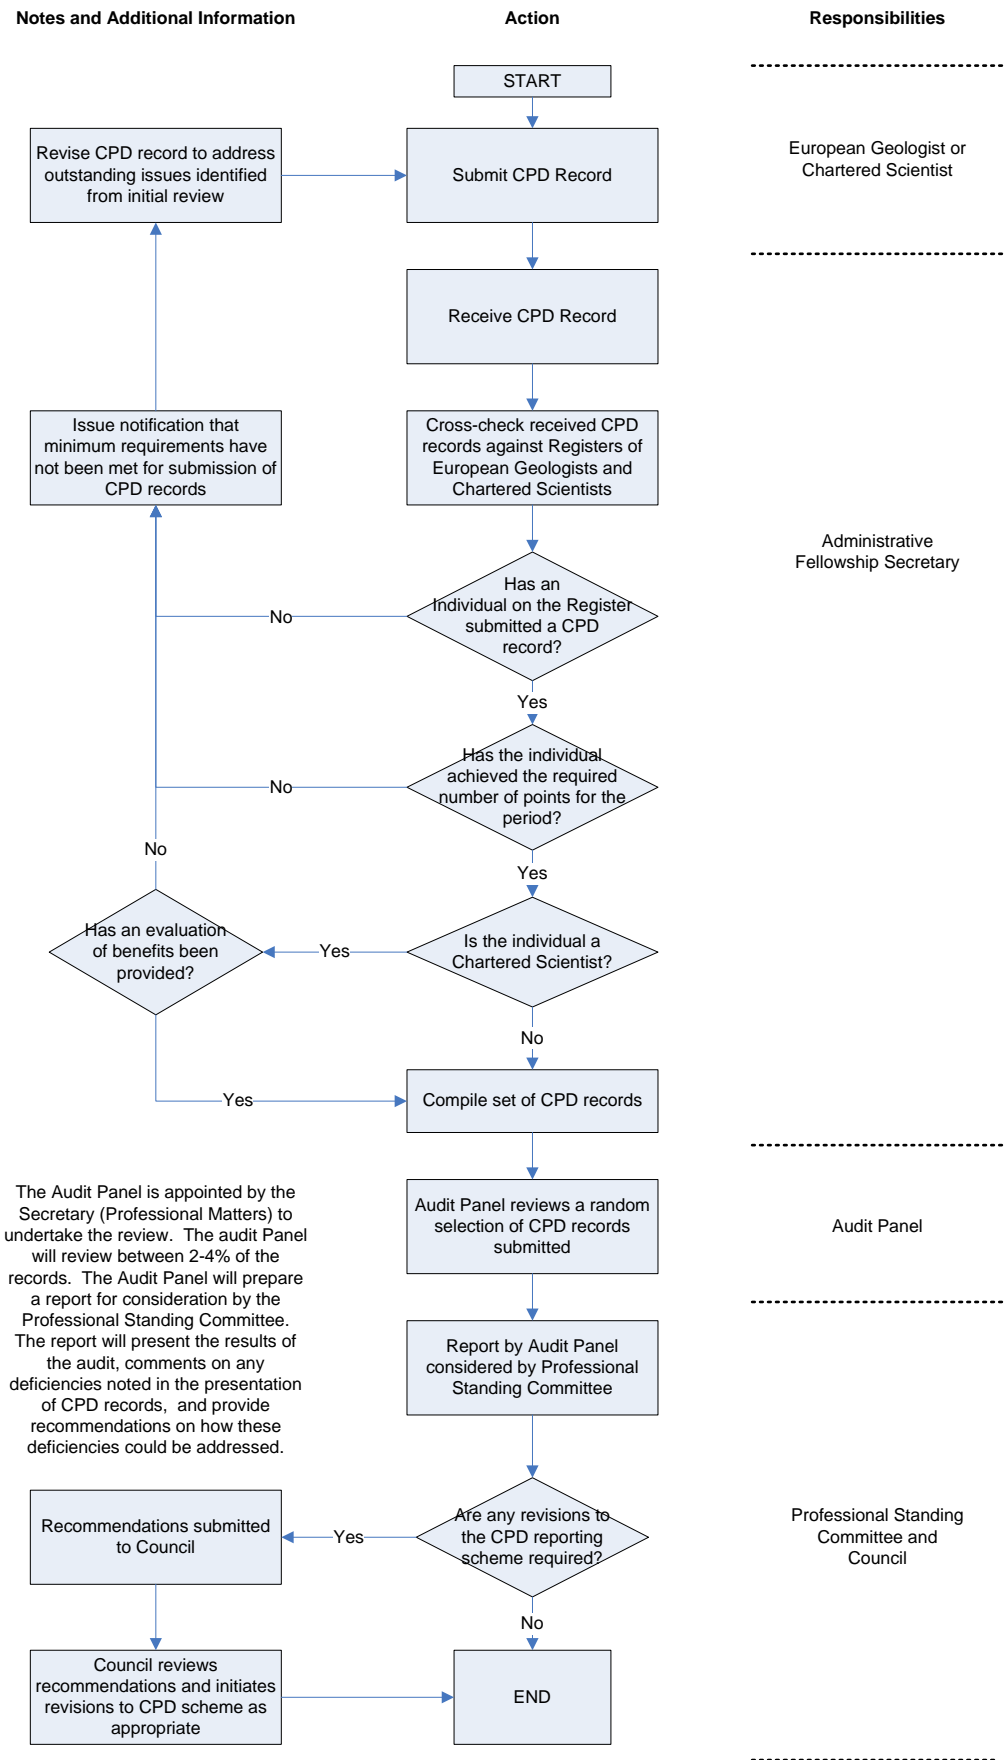 Notes and Additional Information
Action
Responsibilities
START
Revise CPD record to address
outstanding issues identified
from initial review
Submit CPD Record
European Geologist or
Chartered Scientist
Receive CPD Record
Issue notification that
minimum requirements have
not been met for submission of
CPD records
Cross-check received CPD
records against Registers of
European Geologists and
Chartered Scientists
Administrative
Fellowship Secretary
Has an
Individual on the Register
submitted a CPD
record?
No
Yes
Has the individual
achieved the required
number of points for the
period?
No
Yes
No
Has an evaluation
of benefits been
provided?
Yes
Is the individual a
Chartered Scientist?
No
Yes
Compile set of CPD records
The Audit Panel is appointed by the
Secretary (Professional Matters) to
undertake the review.  The audit Panel
will review between 2-4% of the
records.  The Audit Panel will prepare
a report for consideration by the
Professional Standing Committee.
The report will present the results of
the audit, comments on any
deficiencies noted in the presentation
of CPD records,  and provide
recommendations on how these
deficiencies could be addressed.
Audit Panel reviews a random
selection of CPD records
submitted
Audit Panel
Report by Audit Panel
considered by Professional
Standing Committee
Are any revisions to
the CPD reporting
scheme required?
Yes
Recommendations submitted
to Council
Professional Standing
Committee and
Council
No
Council reviews
recommendations and initiates
revisions to CPD scheme as
appropriate
END